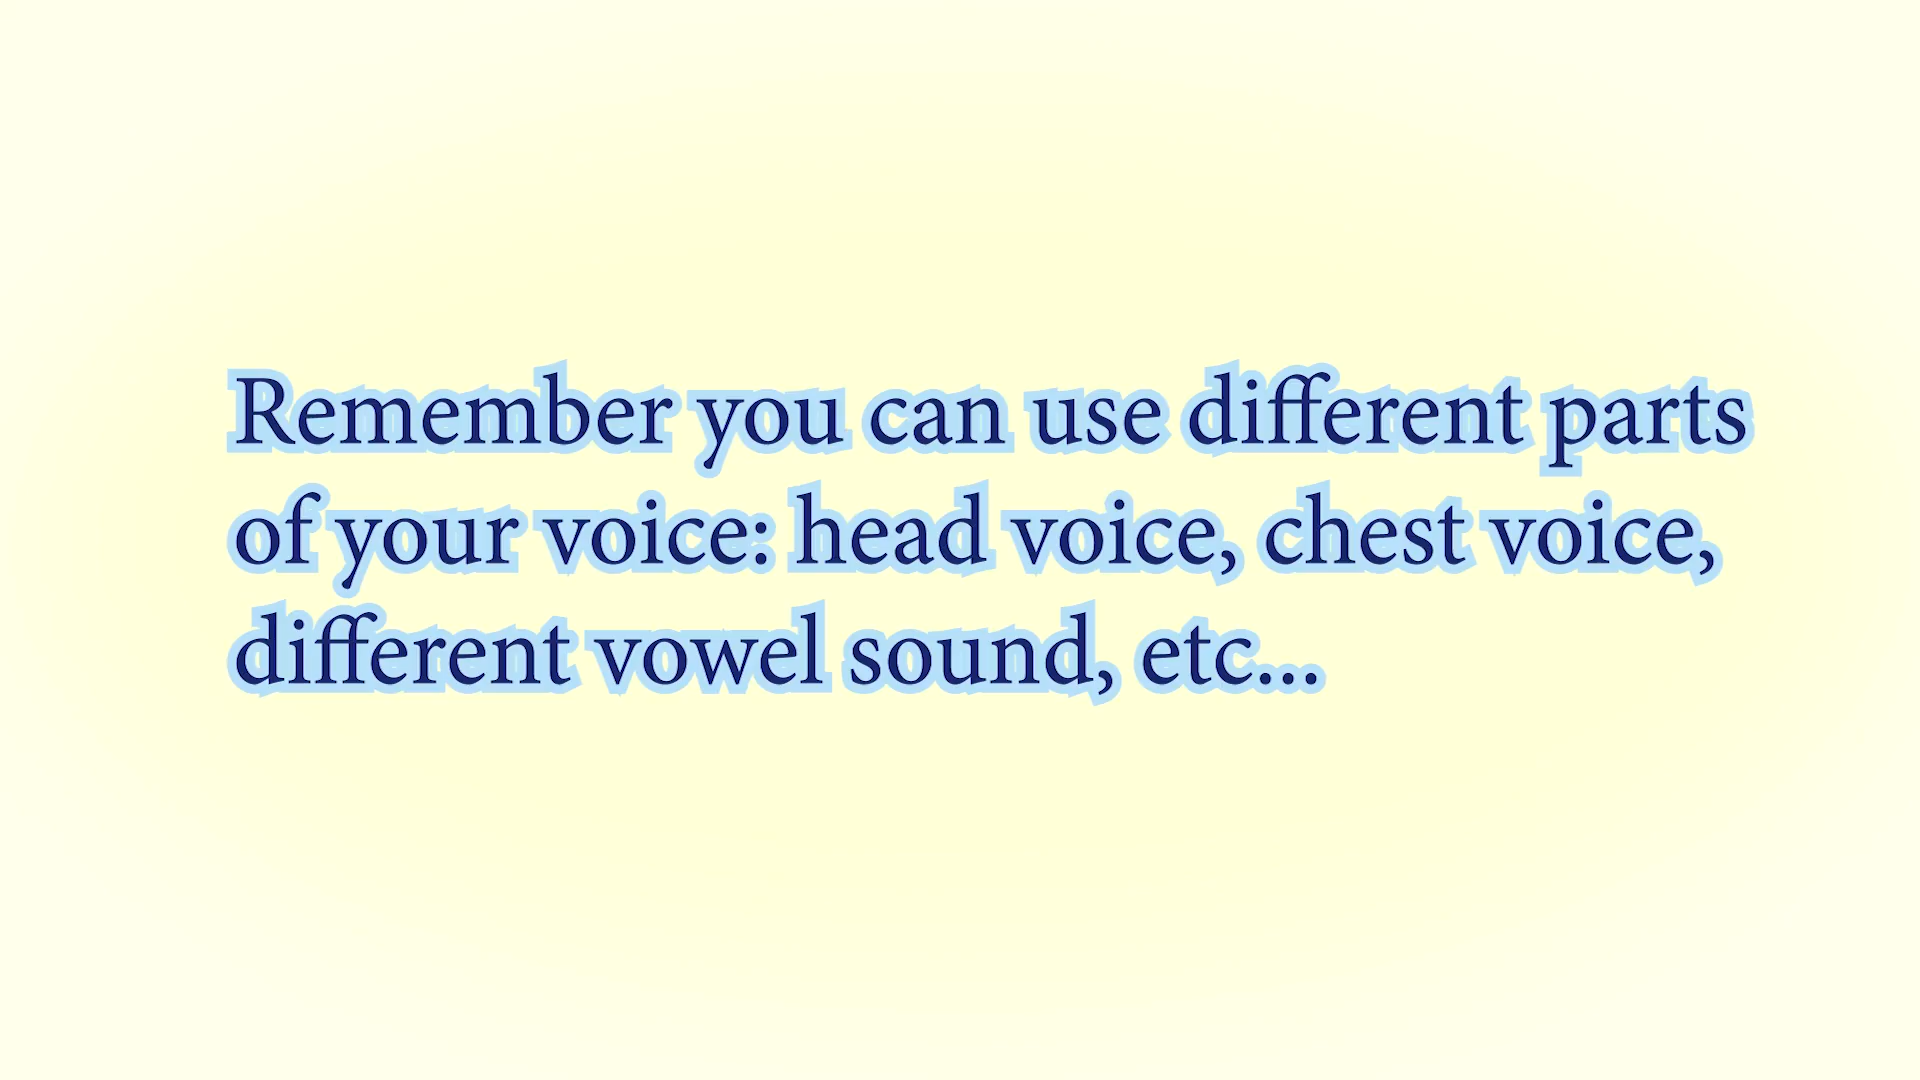 Remember you can use different parts
of your voice: head voice, chest voice,
different vowel sound, etc...